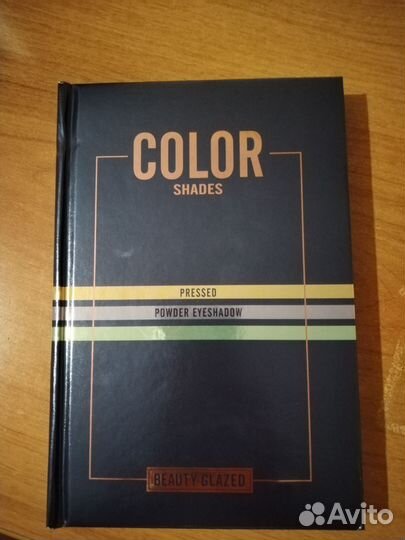 COLOR
SHADES
PRESSED
POWDER EYESHADOW
BEAUTY GLAZED
Avito